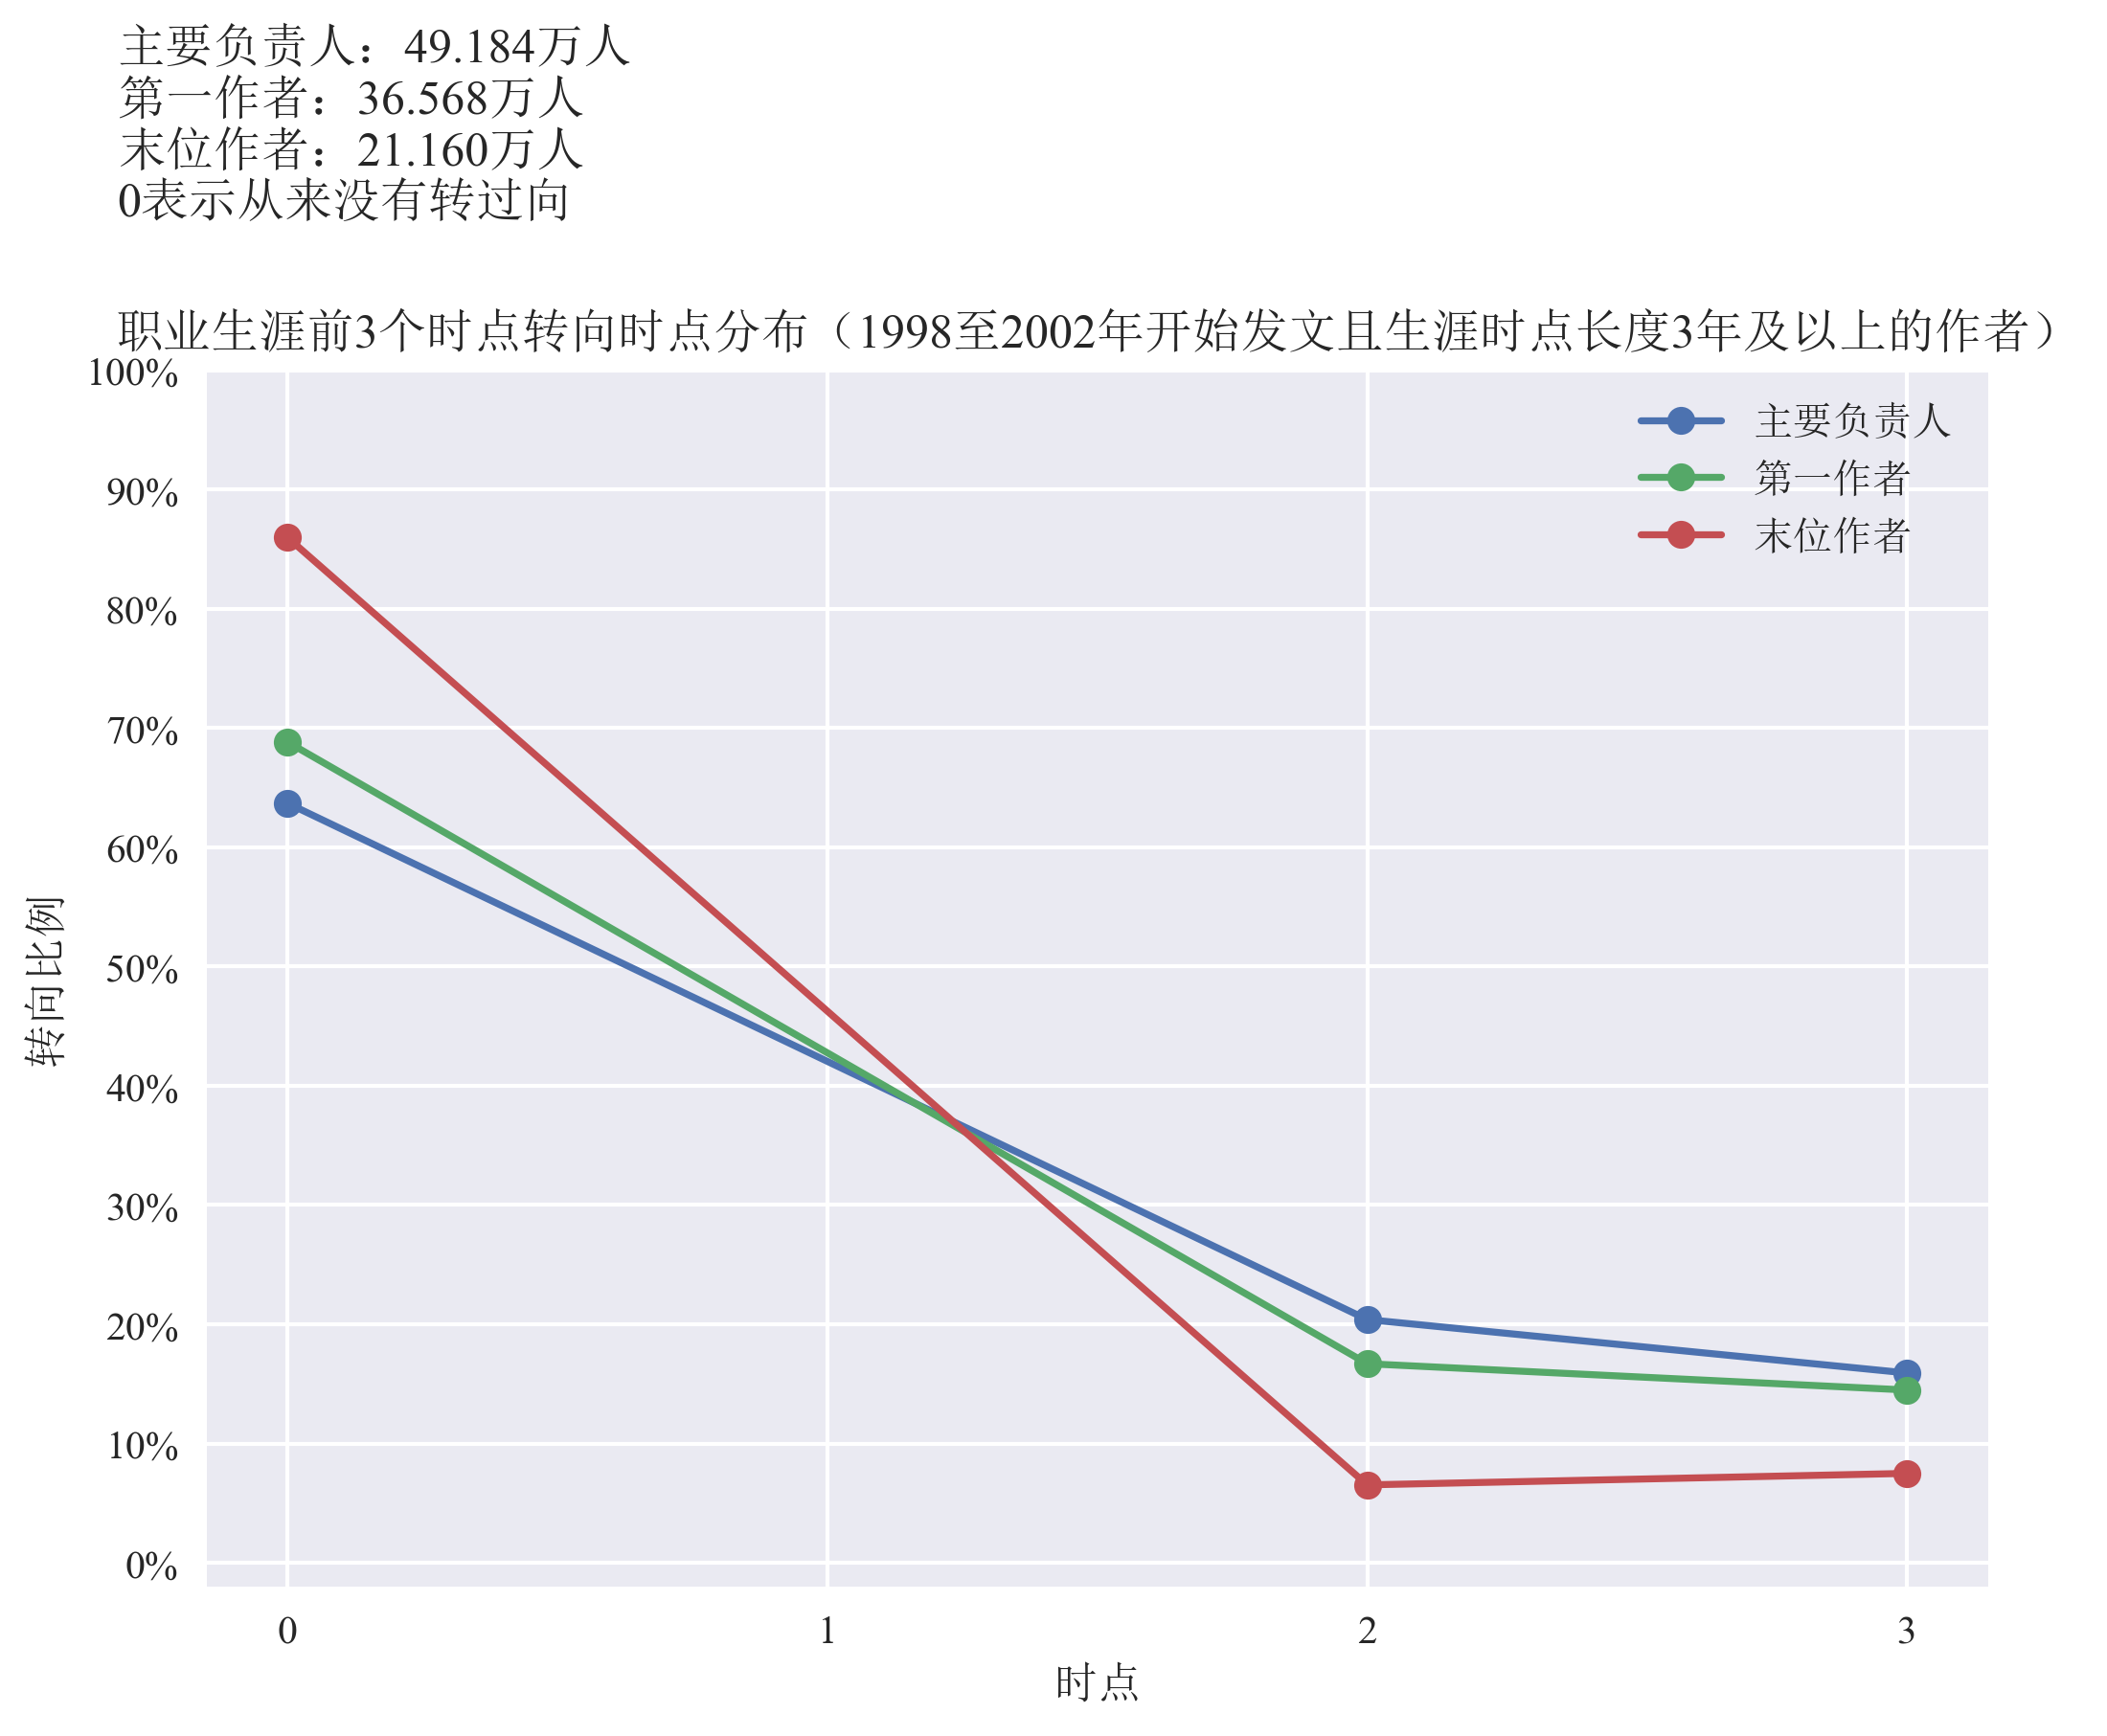 主要负责人：49.184万人
第一作者：36.568万人
末位作者：21.160万人
0表示从来没有转过向
职业生涯前3个时点转向时点分布（1998至2002年开始发文且生涯时点长度3年及以上的作者）
100%
90%
80%
70%
60%
50%
40%
30%
20%
10%
0%
转向比例
主要负责人
第一作者
末位作者
0
1
2
3
时点